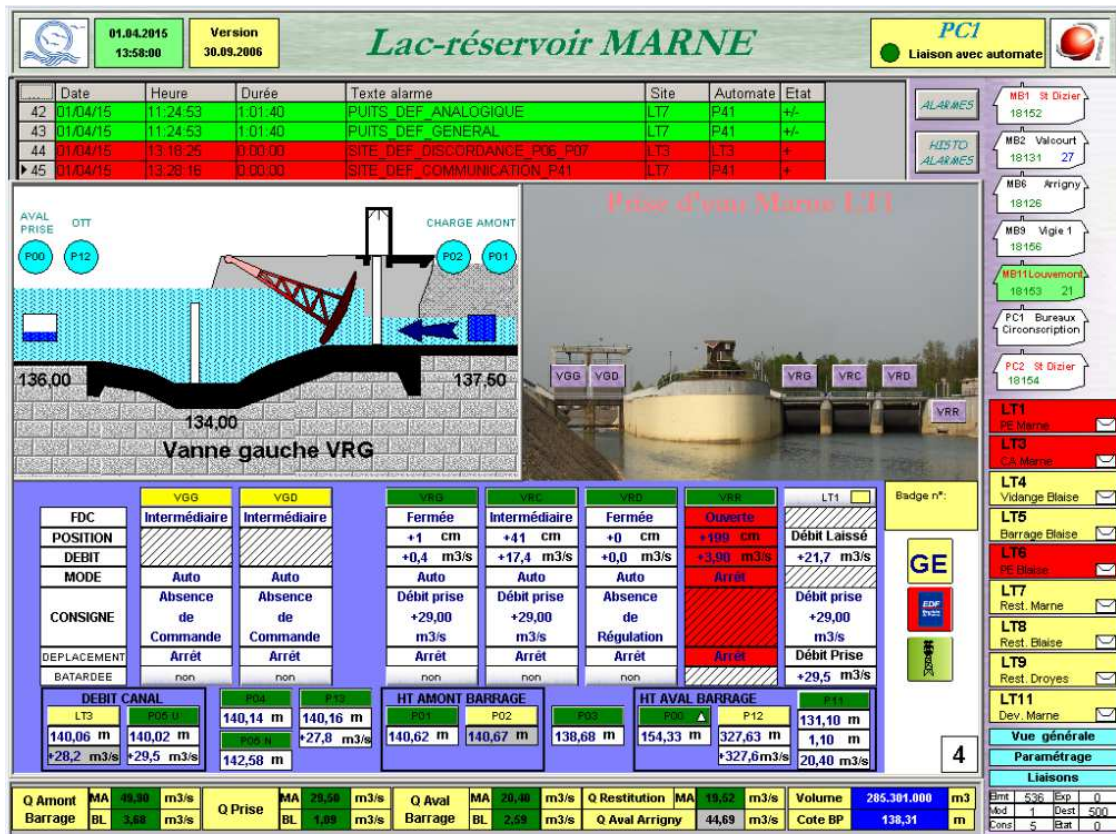 01.04.2015
13:58:00
Version
30.09.2006
Lac-réservoir MARNE
PC1
Liaison avec automate
Date Heure Durée Texte alarme Site Automate Etat
42 01/04/15 11:24:53 1:01:40 PUITS_DEF_ANALOGIQUE LT7 P41 +/-
43 01/04/15 11:24:53 1:01:40 PUITS_DEF_GENERAL LT7 P41 +/-
44 01/04/15 13:18:25 0:00:00 SITE_DEF_DISCORDANCE_P06_P07 LT3 LT3 +
45 01/04/15 13:28:16 0:00:00 SITE_DEF_COMMUNICATION_P41 LT7 P41 +
ALARMES
HISTO
ALARMES
MB1 St Dizier
18152
MB2 Valcourt
18131 27
MB6 Arrigny
18126
MB9 Vigie 1
18156
MB11Louvemont
18153 21
PC1 Bureaux
Circonscription
PC2 St Dizier
18154
AVAL
PRISE OTT
P00 P12
CHARGE AMONT
P02 P01
136,00
134,00
137,50
Vanne gauche VRG
Prise d'eau Marne LT1
VGG VGD VRG VRC VRD
VRR
LT1
PE Marne
LT3
CA Marne
LT4
Vidange Blaise
LT5
Barrage Blaise
LT6
PE Blaise
LT7
Rest. Marne
LT8
Rest. Blaise
LT9
Rest. Droyes
LT11
Dev. Marne
Vue générale
Paramétrage
Liaisons
VGG VGD VRG VRC VRD VRR LT1
FDC Intermédiaire Intermédiaire Fermée Intermédiaire Fermée Ouverte
POSITION +1 cm +41 cm +0 cm +199 cm Débit Laissé
DEBIT +0,4 m3/s +17,4 m3/s +0,0 m3/s +3,90 m3/s +21,7 m3/s
MODE Auto Auto Auto Auto Auto Arrêt
CONSIGNE Absence Absence Débit prise Débit prise Absence Débit prise
de de +29,00 +29,00 de +29,00
Commande Commande m3/s m3/s Régulation m3/s
DEPLACEMENT Arrêt Arrêt Arrêt Arrêt Arrêt Arrêt Débit Prise
BATARDEE non non non non non +29,5 m3/s
Badge n°:
GE
EDF
DEBIT CANAL
LT3 P05 U
140,06 m 140,02 m
+28,2 m3/s +29,5 m3/s
P04
140,14 m
P05 N
142,58 m
P13
140,16 m
+27,8 m3/s
HT AMONT BARRAGE
P01 P02
140,62 m 140,67 m
P03
138,68 m
HT AVAL BARRAGE
P00 P12
154,33 m 327,63 m
+327,6m3/s
P11
131,10 m
1,10 m
20,40 m3/s
4
Q Amont
Barrage
MA 49,90 m3/s
BL 3,68 m3/s
Q Prise
MA 29,50 m3/s
BL 1,09 m3/s
Q Aval
Barrage
MA 20,40 m3/s
BL 2,59 m3/s
Q Restitution MA 19,52 m3/s
Q Aval Arrigny 44,69 m3/s
Volume 285.301.000 m3
Cote BP 138,31 m
Elmt 536 Exp 0
Mod 1 Dest 500
Cons 5 Etat 0